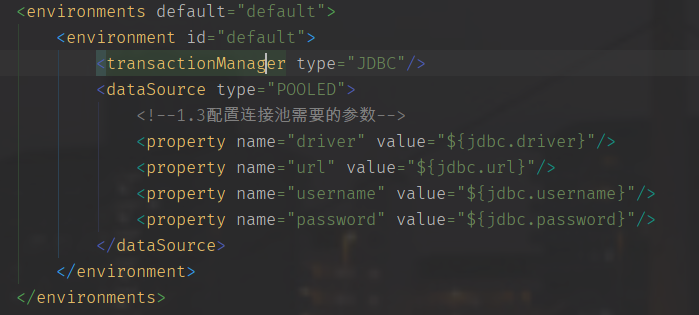 <environments default="default">
<environment id="default">
<transactionManager type="JDBC"/>
<dataSource type="POOLED">
<!--1.3配置连接池需要的参数-->
<property name="driver" value="${jdbc.driver}"/>
<property name="url" value="${jdbc.url}"/>
<property name="username" value="${jdbc.username}"/>
<property name="password" value="${jdbc.password}"/>
</dataSource>
</environment>
</environments>